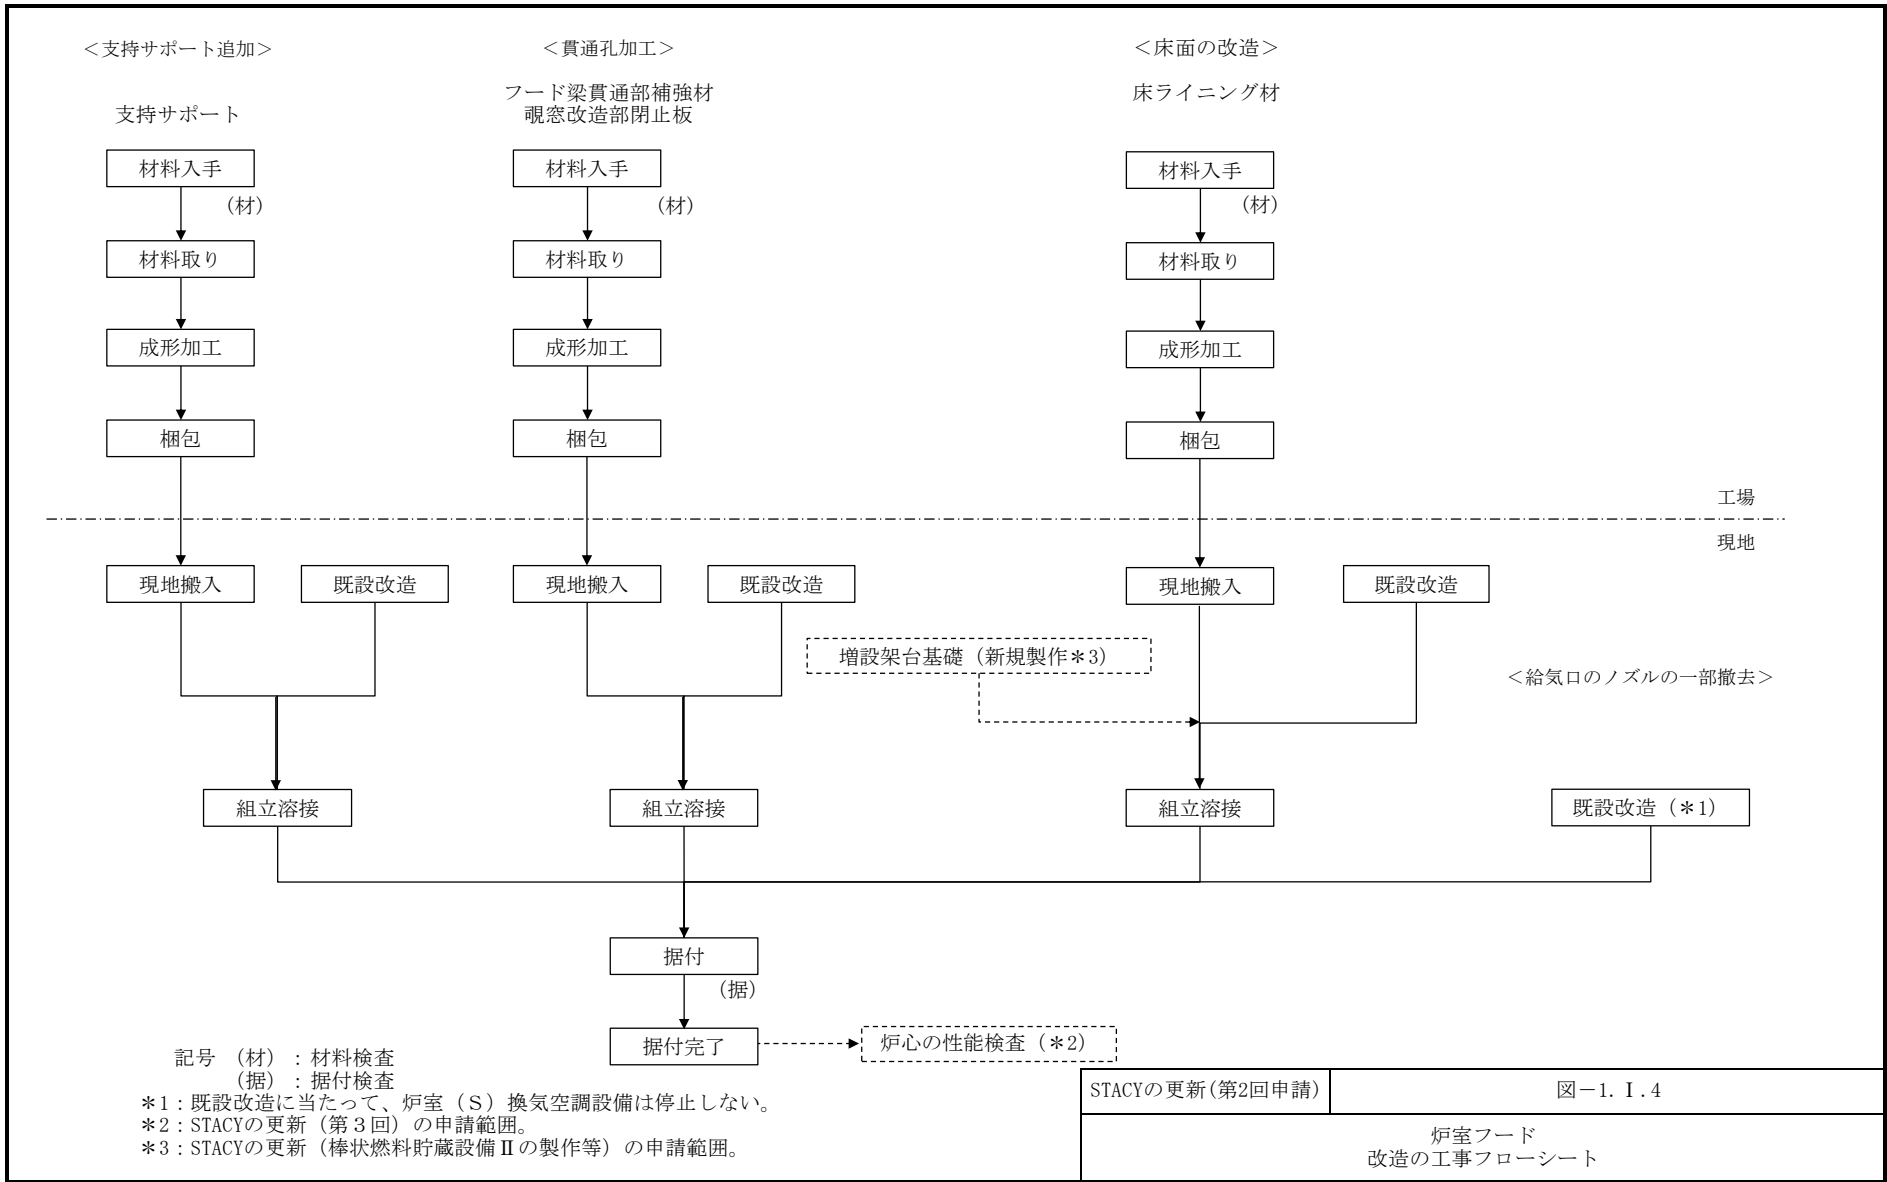 ＜支持サポート追加＞
＜貫通孔加工＞
＜床面の改造＞
支持サポート
フード梁貫通部補強材
覗窓改造部閉止板
床ライニング材
材料入手
材料入手
材料入手
（材）
（材）
（材）
材料取り
材料取り
材料取り
成形加工
成形加工
成形加工
梱包
梱包
梱包
工場
現地
現地搬入
既設改造
現地搬入
既設改造
現地搬入
既設改造
増設架台基礎（新規製作＊3）
＜給気口のノズルの一部撤去＞
組立溶接
組立溶接
組立溶接
既設改造（＊1）
据付
（据）
据付完了
炉心の性能検査（＊2）
記号　（材）：材料検査
（据）：据付検査
＊1：既設改造に当たって、炉室（Ｓ）換気空調設備は停止しない。
＊2：STACYの更新（第３回）の申請範囲。
＊3：STACYの更新（棒状燃料貯蔵設備Ⅱの製作等）の申請範囲。
STACYの更新(第2回申請)
図－1.Ⅰ.4
炉室フード
改造の工事フローシート